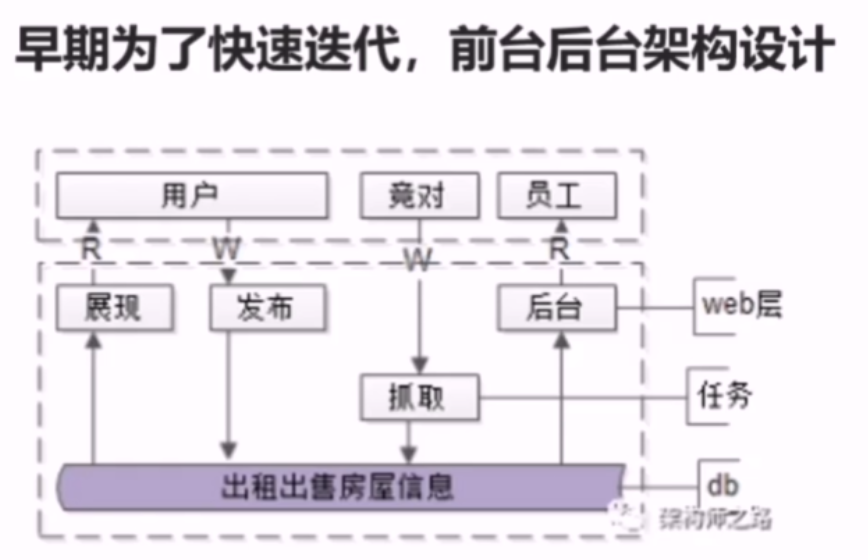 早期为了快速迭代，前台后台架构设计
用户
竟对
员工
R
W
W
R
展现
发布
后台
web层
抓取
任务
出租出售房屋信息
db
架构师之路